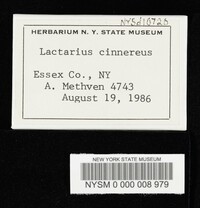 HERBARIUM N. Y. STATE MUSEUM
Lactarius cinnereus
Essex Co., NY
A. Methven 4743
August 19, 1986
NEW YORK STATE MUSEUM
NYSM 0 000 008 979